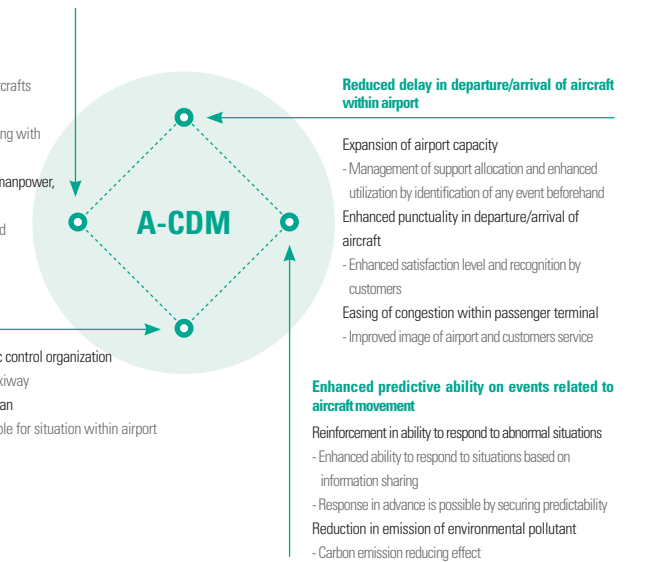 crafts
ng with
manpower,
d
A-CDM
c control organization
xiway
an
ble for situation within airport
Reduced delay in departure/arrival of aircraft
within airport
Expansion of airport capacity
- Management of support allocation and enhanced
utilization by identification of any event beforehand
Enhanced punctuality in departure/arrival of
aircraft
- Enhanced satisfaction level and recognition by
customers
Easing of congestion within passenger terminal
- Improved image of airport and customers service
Enhanced predictive ability on events related to
aircraft movement
Reinforcement in ability to respond to abnormal situations
- Enhanced ability to respond to situations based on
information sharing
- Response in advance is possible by securing predictability
Reduction in emission of environmental pollutant
- Carbon emission reducing effect